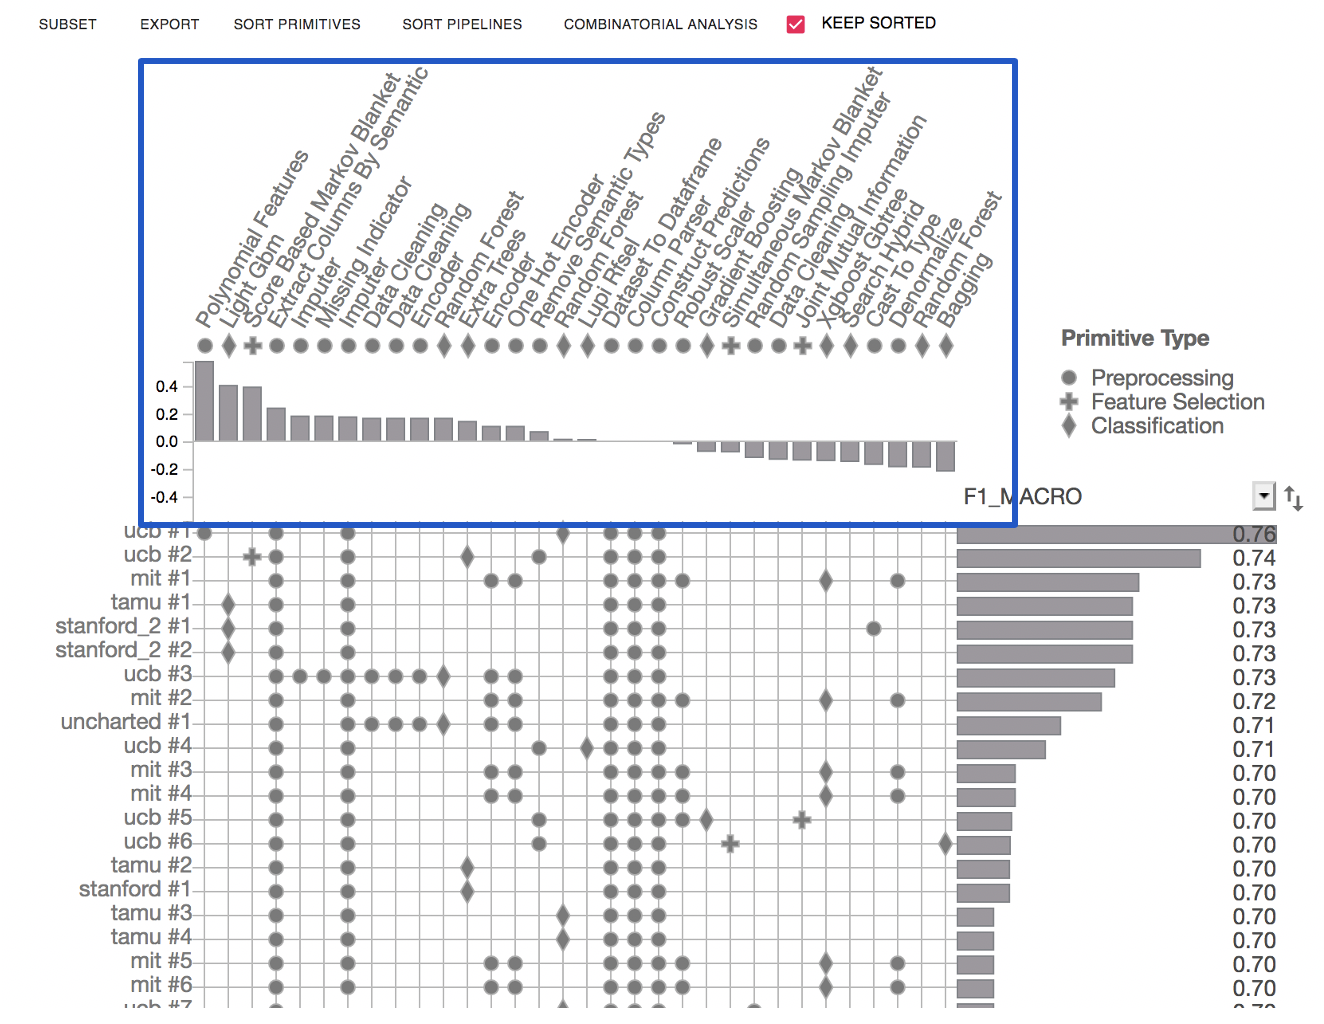 SUBSET EXPORT SORT PRIMITIVES SORT PIPELINES COMBINATORIAL ANALYSIS KEEP SORTED
Polynomial Features
Light Gbm
Score Based Markov Blanket
Extract Columns By Semantic
Imputer
Missing Indicator
Imputer
Data Cleaning
Data Cleaning
Encoder
Random Forest
Extra Trees
Encoder
One Hot Encoder
Remove Semantic Types
Random Forest
Lupi Rfsel
Dataset To Dataframe
Column Parser
Construct Predictions
Robust Scaler
Gradient Boosting
Simultaneous Markov Blanket
Random Sampling Imputer
Data Cleaning
Joint Mutual Information
Xgboost Gbtree
Search Hybrid
Cast To Type
Denormalize
Random Forest
Bagging
0.4
0.2
0.0
-0.2
-0.4
Primitive Type
Preprocessing
Feature Selection
Classification
F1_MACRO
ucb #1 0.76
ucb #2 0.74
mit #1 0.73
tamu #1 0.73
stanford_2 #1 0.73
stanford_2 #2 0.73
ucb #3 0.73
mit #2 0.72
uncharted #1 0.71
ucb #4 0.71
mit #3 0.70
mit #4 0.70
ucb #5 0.70
ucb #6 0.70
tamu #2 0.70
stanford #1 0.70
tamu #3 0.70
tamu #4 0.70
mit #5 0.70
mit #6 0.70
ucb #7